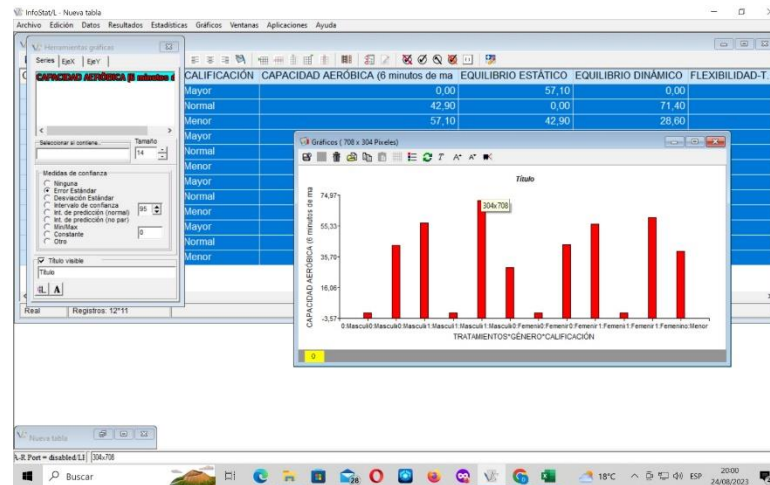 InfoStat/L - Nueva tabla
Archivo Edición Datos Resultados Estadísticas Gráficos Ventanas Aplicaciones Ayuda
Herramientas gráficas
Series EjeX EjeY
CAPACIDAD AERÓBICA (6 minutos d
Seleccionar si contiene..
Tamaño
14
Medidas de confianza
Ninguna
Error Estándar
Desviación Estándar
Intervalo de confianza
Int. de predicción (normal)
Int. de predicción (no par)
Min/Max
Constante
Otro
95
0
Título visible
Título
A
Real Registros: 12*11
CALIFICACIÓN CAPACIDAD AERÓBICA (6 minutos de ma EQUILIBRIO ESTÁTICO EQUILIBRIO DINÁMICO FLEXIBILIDAD-T.
Mayor 0,00 57,10 0,00
Normal 42,90 0,00 71,40
Menor 57,10 42,90 28,60
Mayor
Normal
Menor
Mayor
Normal
Menor
Mayor
Normal
Menor
Gráficos ( 708 x 304 Pixeles)
Título
304x708
CAPACIDAD AERÓBICA (6 minutos de ma
74,97
55,33
35,70
16,06
-3,57
0:Masculi0:Masculi0:Masculi1:Masculi1:Masculi1:Masculi0:Femenir0:Femenir0:Femenir1:Femenir1:Femenir1:Femenino:Menor
TRATAMIENTOS*GÉNERO*CALIFICACIÓN
0
Nueva tabla
A-R Port = disabled LI 304x708
Buscar
28
18°C
ESP
20:00
24/08/2023